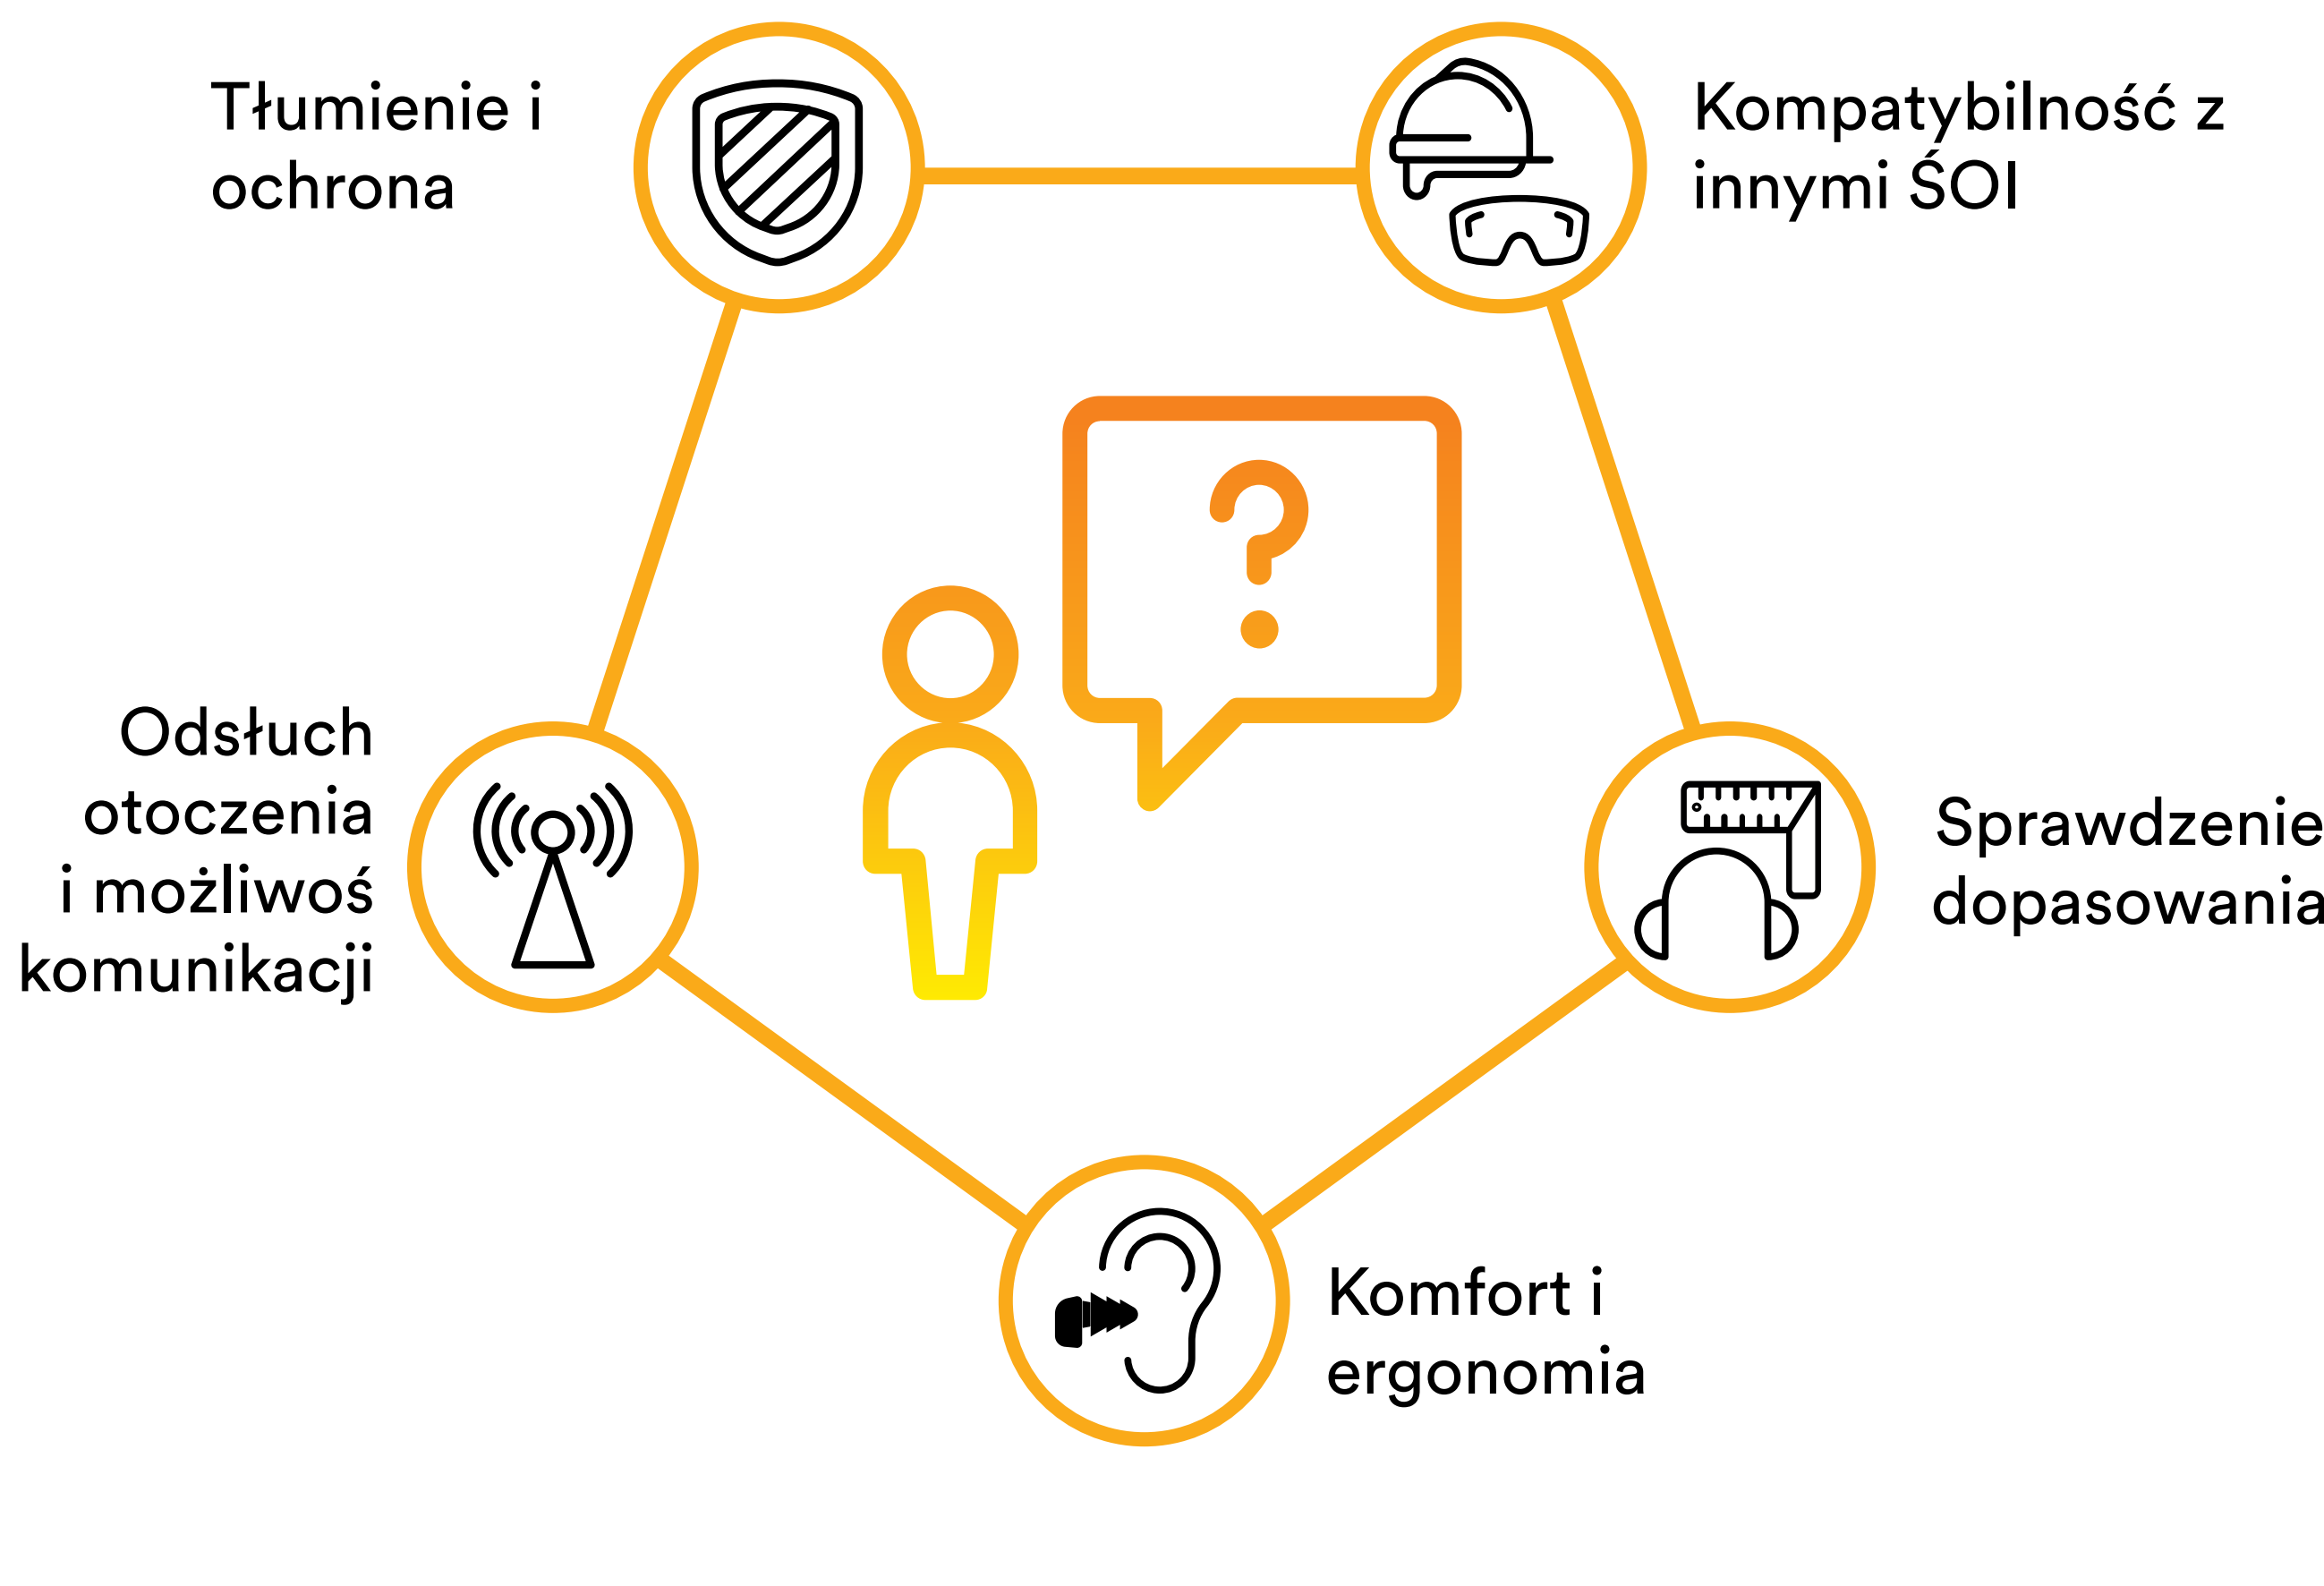 Tłumienie i
ochrona
Kompatybilność z
innymi ŚOI
Odsłuch
otoczenia
i możliwoś
komunikacji
Sprawdzenie
dopasowania
Komfort i
ergonomia